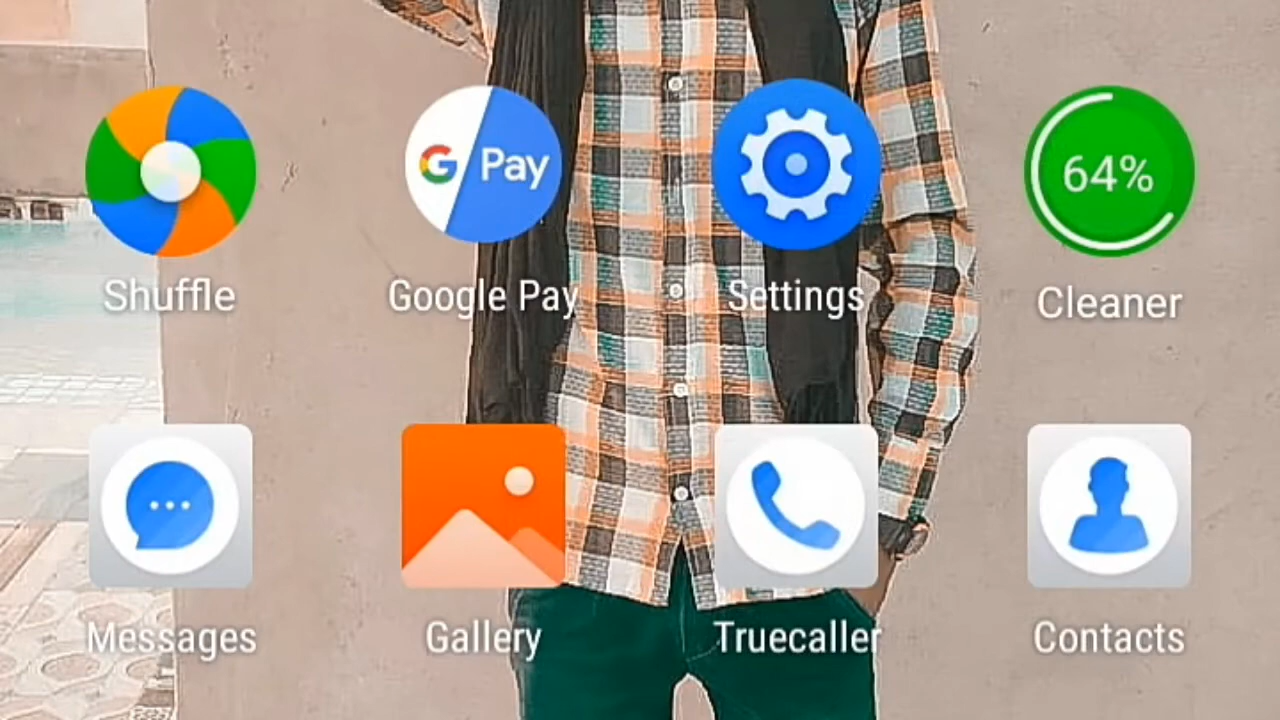 G Pay
64%
Shuffle
Google Pay
Settings
Cleaner
Messages
Gallery
Truecaller
Contacts